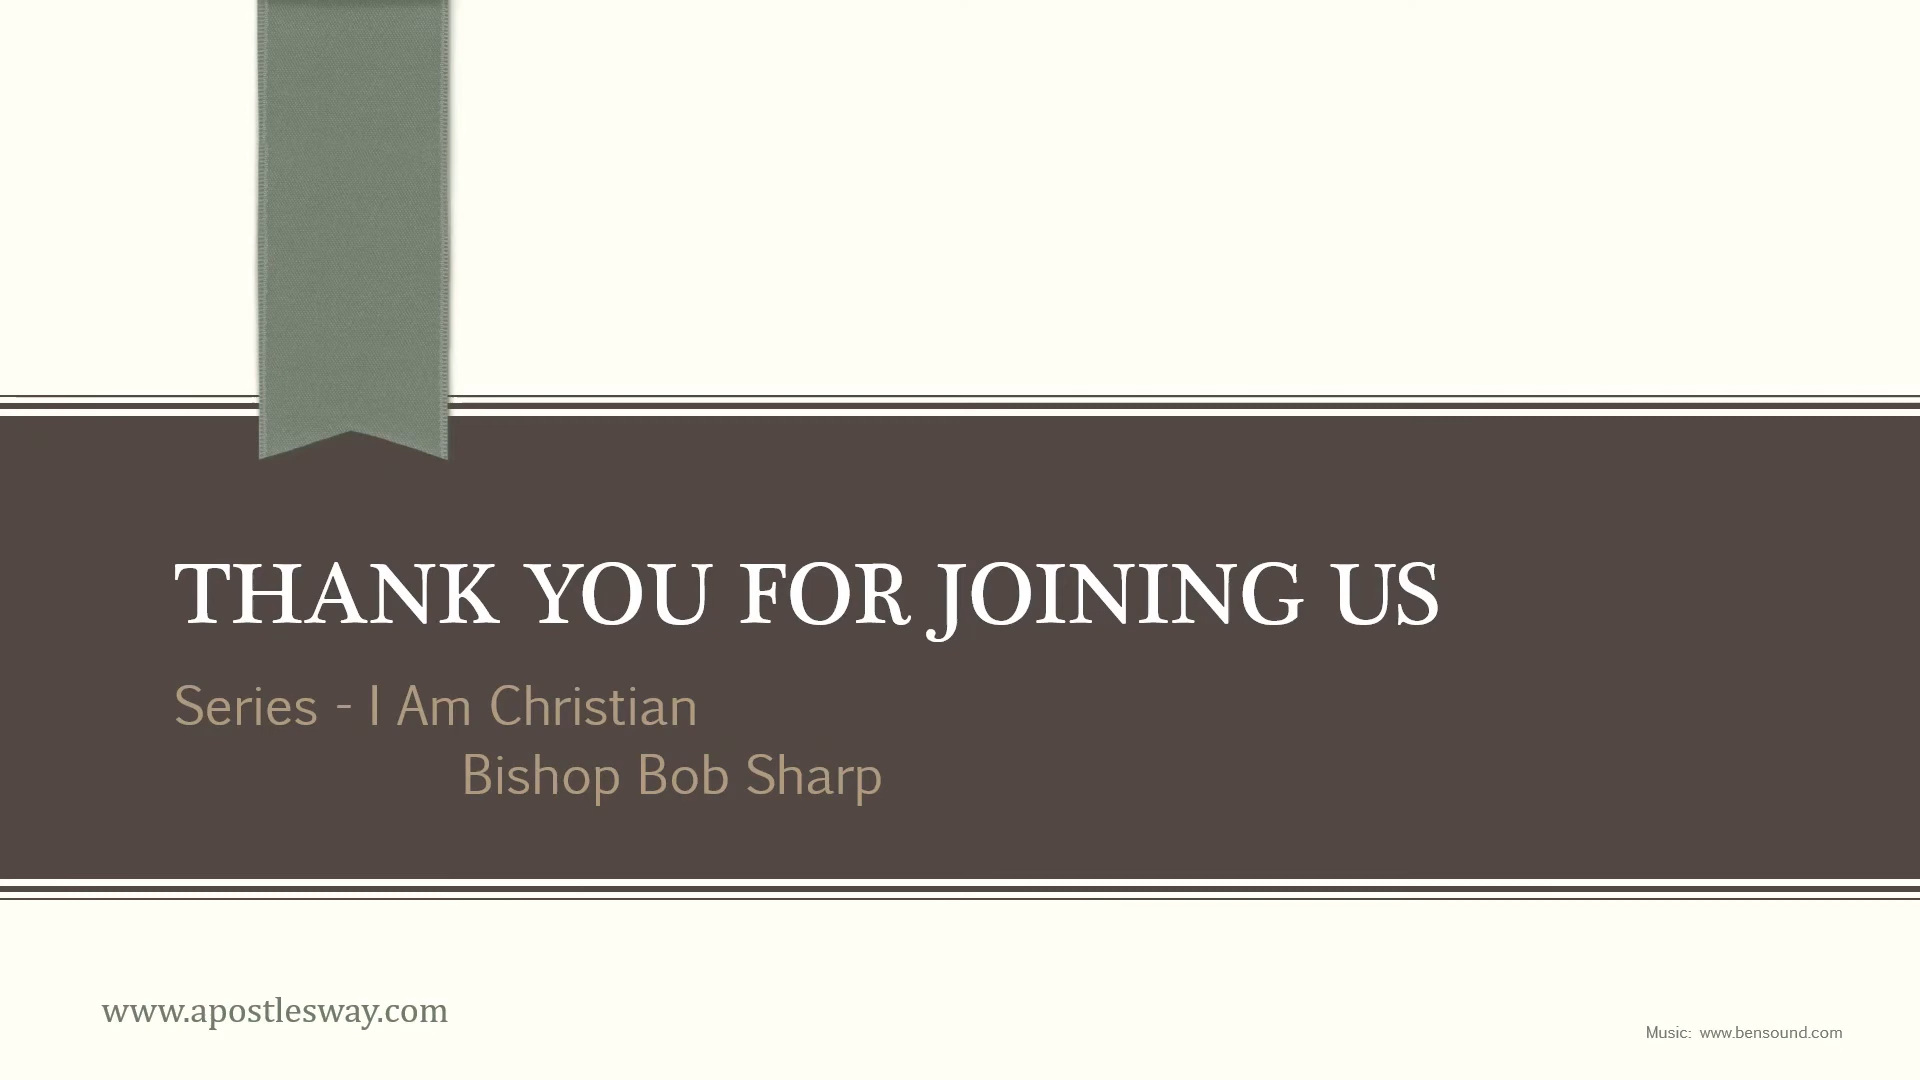 THANK YOU FOR JOINING US
Series - I Am Christian
Bishop Bob Sharp
www.apostlesway.com
Music: www.bensound.com